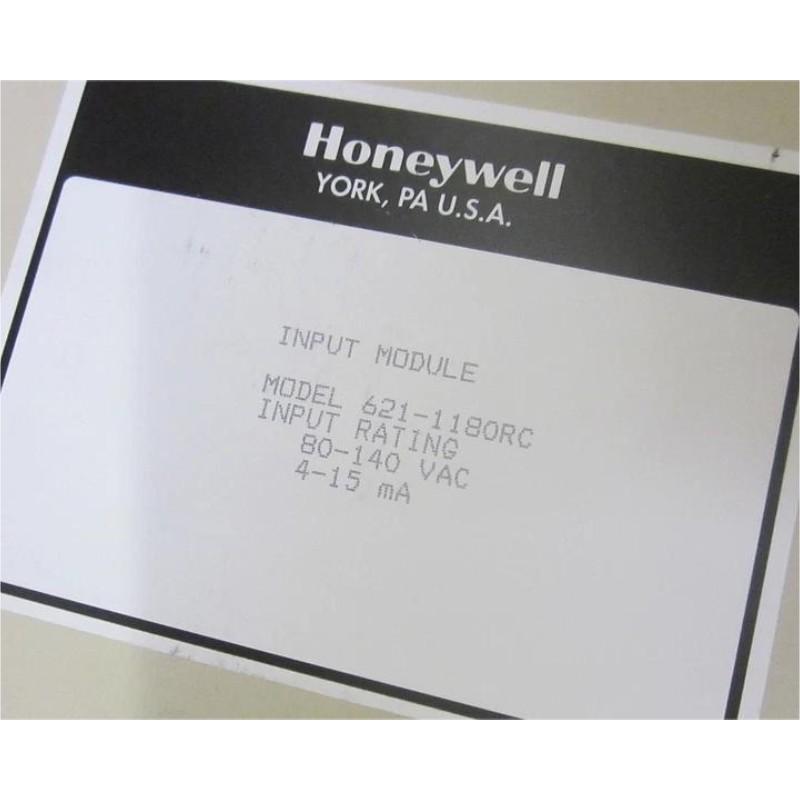 Honeywell
YORK, PA U.S.A.
INPUT MODULE
MODEL 621-1180RC
INPUT RATING
80-140 VAC
4-15 mA